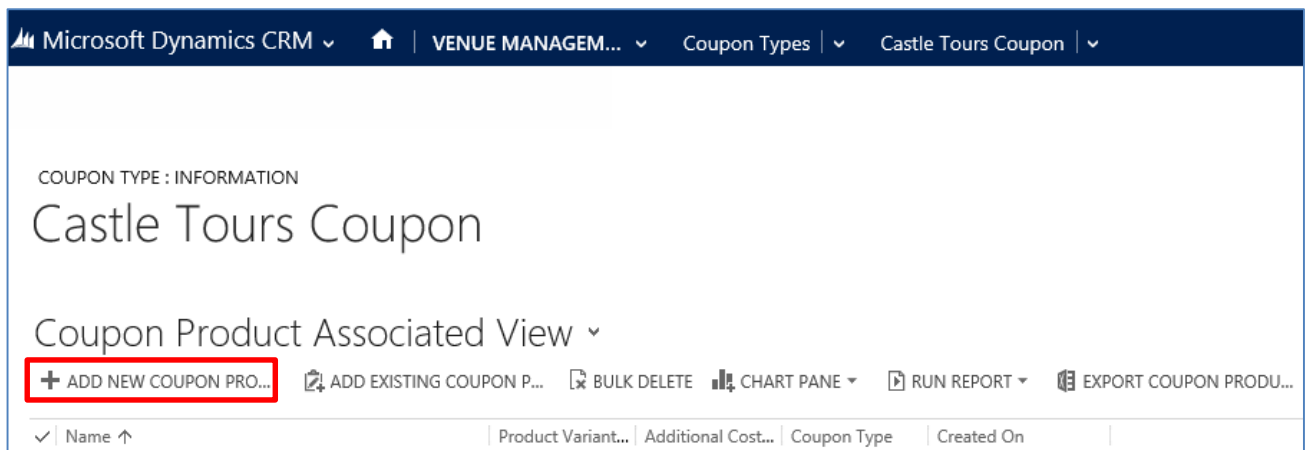 Microsoft Dynamics CRM VENUE MANAGEM... Coupon Types Castle Tours Coupon
COUPON TYPE : INFORMATION
Castle Tours Coupon
Coupon Product Associated View
ADD NEW COUPON PRO... ADD EXISTING COUPON P... BULK DELETE CHART PANE RUN REPORT EXPORT COUPON PRODU...
Name Product Variant... Additional Cost... Coupon Type Created On